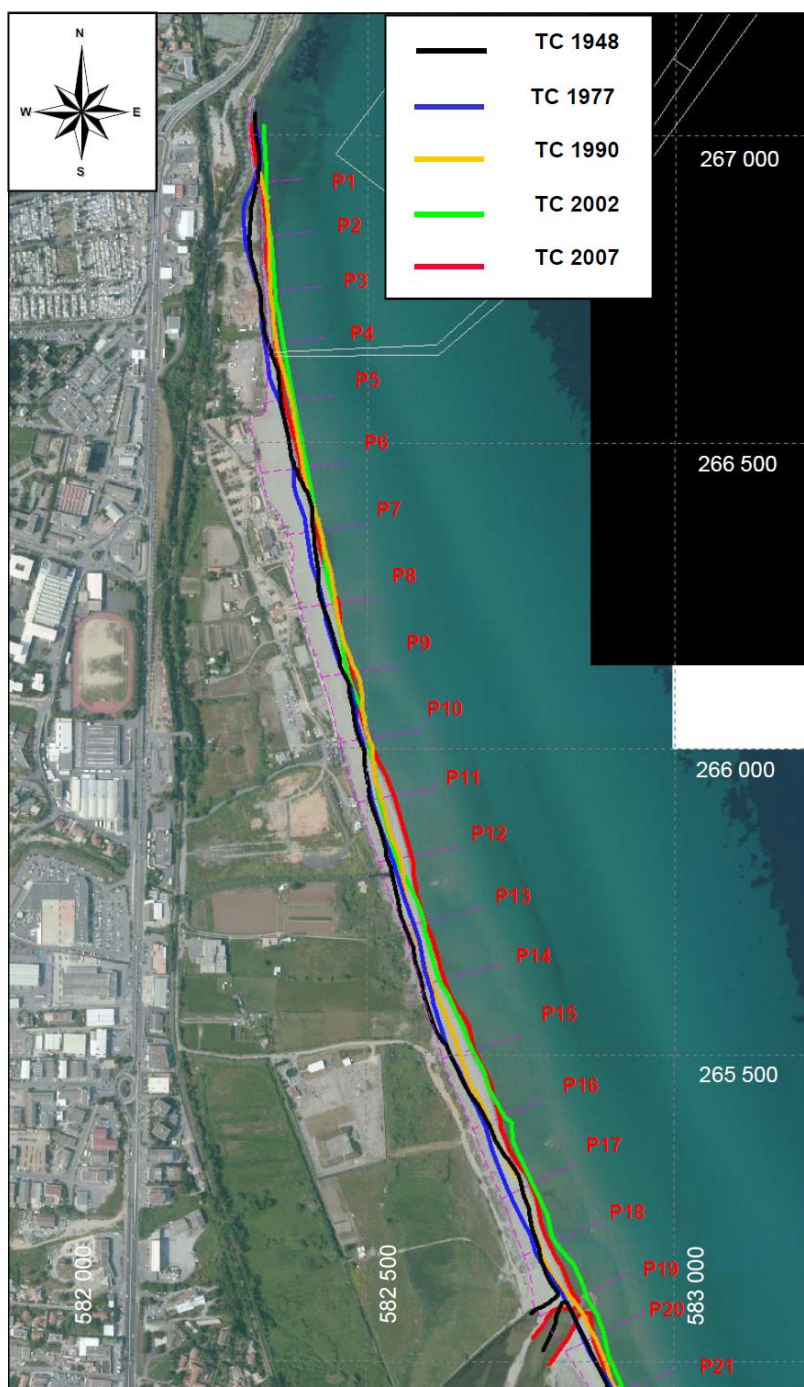 N
W E
S
TC 1948
TC 1977
TC 1990
TC 2002
TC 2007
267 000
P1
P2
P3
P4
P5
P6
266 500
P7
P8
P9
P10
266 000
P11
P12
P13
P14
P15
265 500
P16
P17
P18
P19
P20
P21
582 000
582 500
583 000